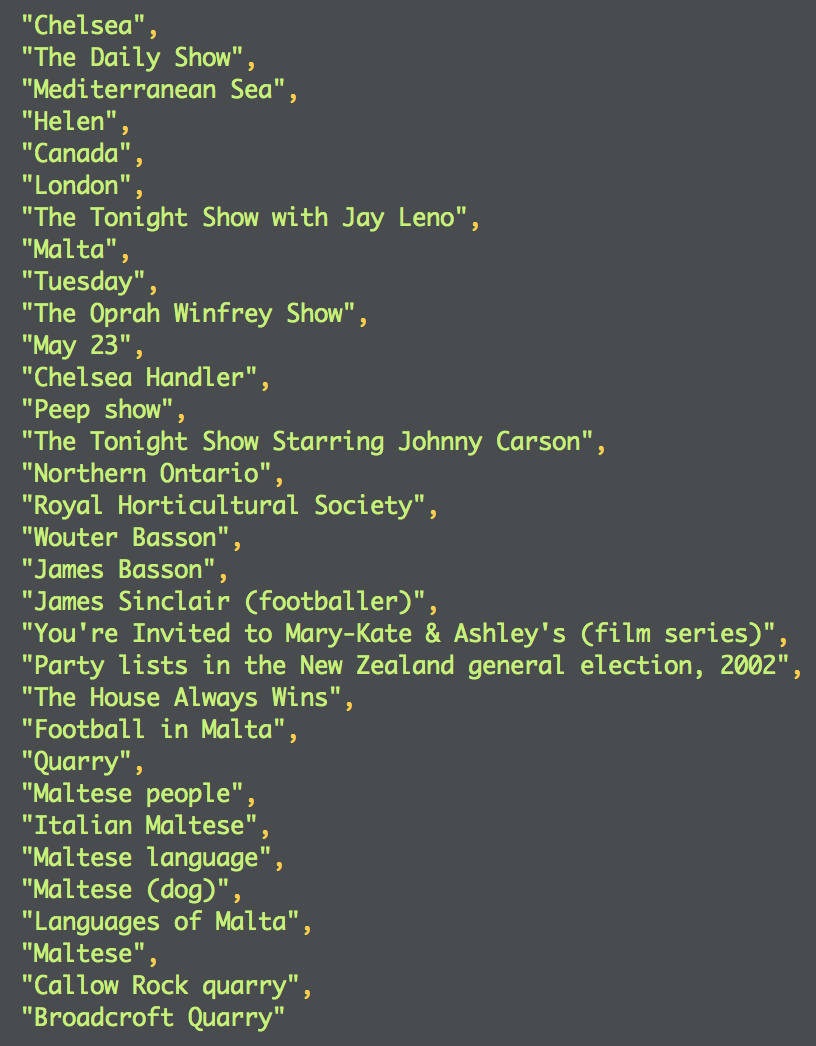 "Chelsea",
"The Daily Show",
"Mediterranean Sea",
"Helen",
"Canada",
"London",
"The Tonight Show with Jay Leno",
"Malta",
"Tuesday",
"The Oprah Winfrey Show",
"May 23",
"Chelsea Handler",
"Peep show",
"The Tonight Show Starring Johnny Carson",
"Northern Ontario",
"Royal Horticultural Society",
"Wouter Basson",
"James Basson",
"James Sinclair (footballer)",
"You're Invited to Mary-Kate & Ashley's (film series)",
"Party lists in the New Zealand general election, 2002",
"The House Always Wins",
"Football in Malta",
"Quarry",
"Maltese people",
"Italian Maltese",
"Maltese language",
"Maltese (dog)",
"Languages of Malta",
"Maltese",
"Callow Rock quarry",
"Broadcroft Quarry"